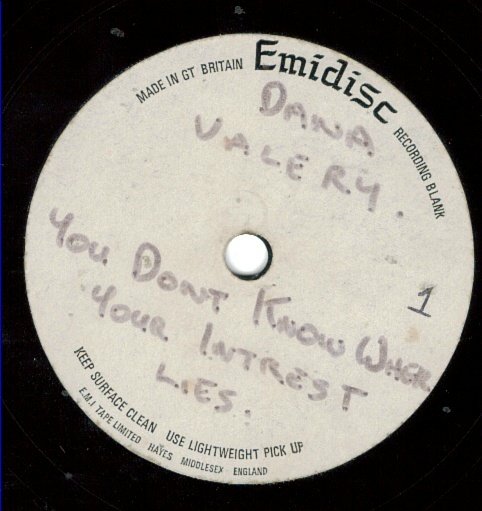 MADE IN GT BRITAIN Emidisc RECORDING BLANK
DANA
VALERY.
YOU DONT KNOW WHER
YOUR INTREST
LIES.
1
KEEP SURFACE CLEAN USE LIGHTWEIGHT PICK UP
E.M.I TAPE LIMITED HAYES MIDDLESEX ENGLAND